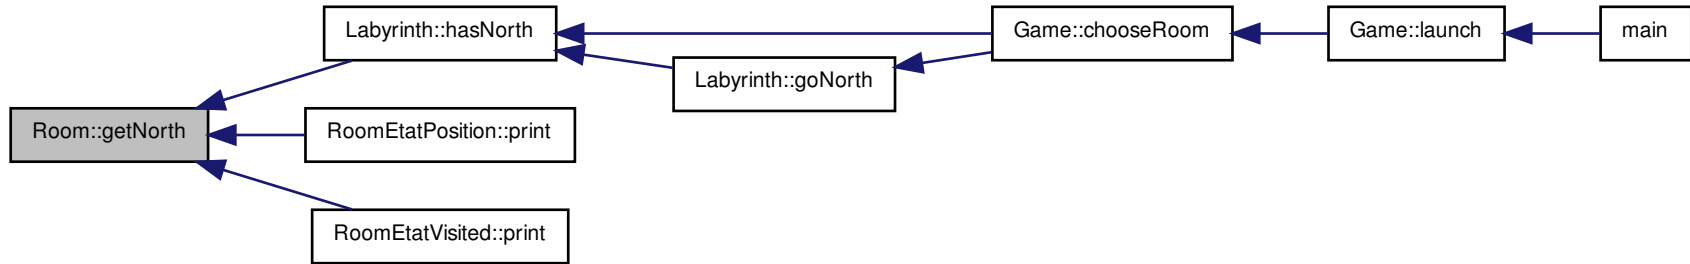 Labyrinth::hasNorth
Game::chooseRoom
Game::launch
main
Labyrinth::goNorth
Room::getNorth
RoomEtatPosition::print
RoomEtatVisited::print